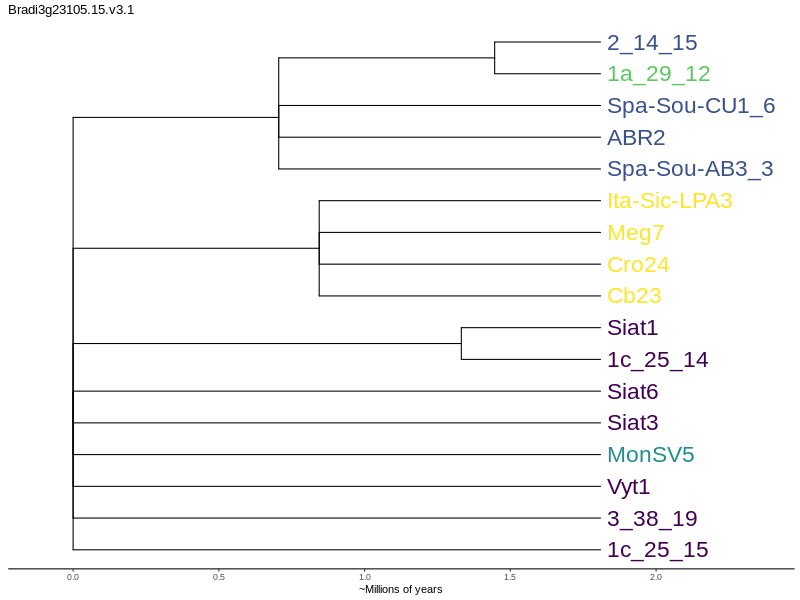 Bradi3g23105.15.v3.1
2_14_15
1a_29_12
Spa-Sou-CU1_6
ABR2
Spa-Sou-AB3_3
Ita-Sic-LPA3
Meg7
Cro24
Cb23
Siat1
1c_25_14
Siat6
Siat3
MonSV5
Vyt1
3_38_19
1c_25_15
0.0 0.5 1.0 1.5 2.0
~Millions of years